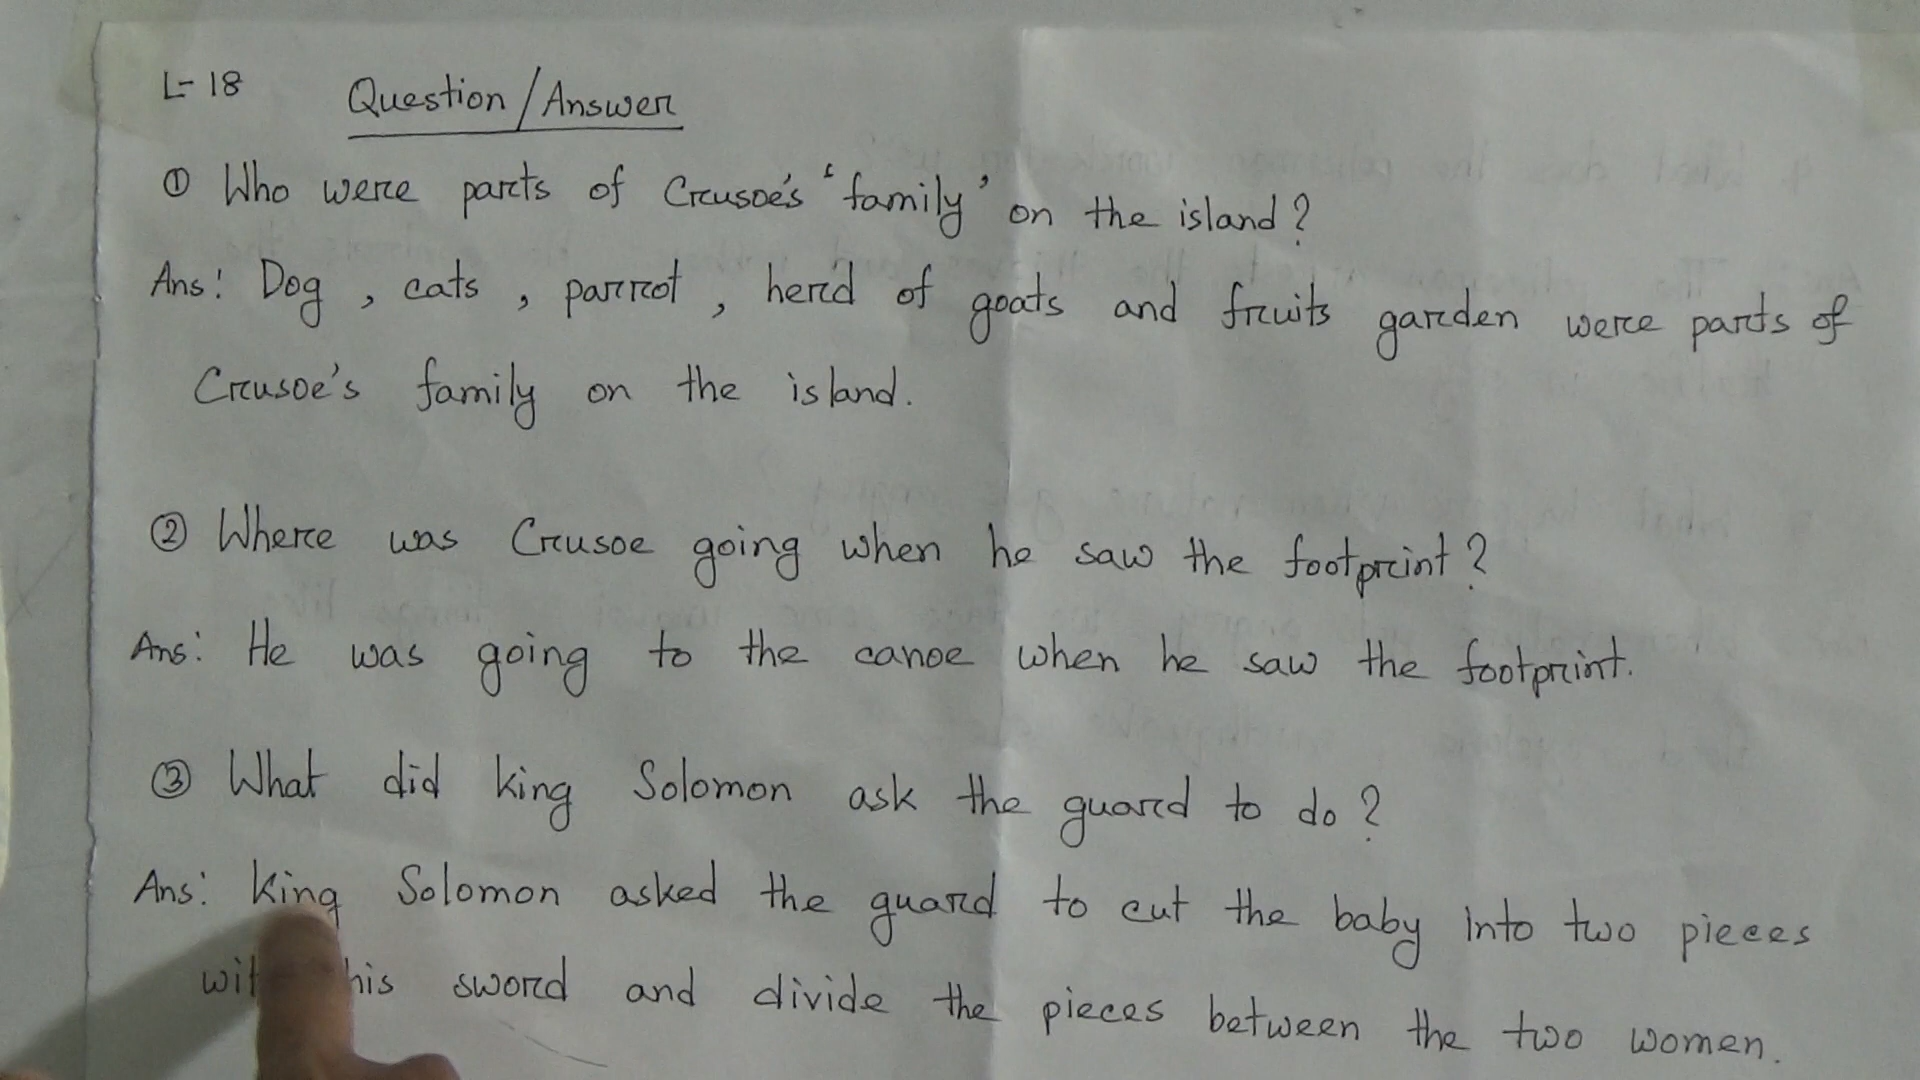 L-18 Question/Answer
① Who were parts of Crusoe's 'family' on the island?
Ans: Dog, cats, parrot, herd of goats and fruits garden were parts of
Crusoe's family on the island.
② Where was Crusoe going when he saw the footprint?
Ans: He was going to the canoe when he saw the footprint.
③ What did king Solomon ask the guard to do?
Ans: King Solomon asked the guard to cut the baby into two pieces
his sword and divide the pieces between the two women.